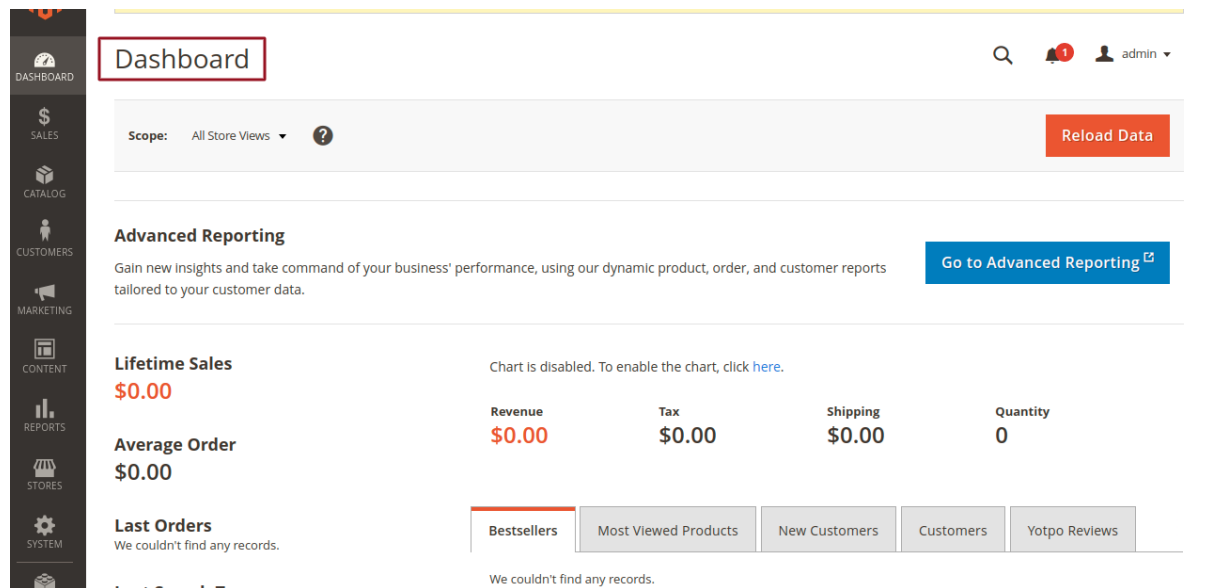 Dashboard
1
admin
DASHBOARD
SALES
CATALOG
CUSTOMERS
MARKETING
CONTENT
REPORTS
STORES
SYSTEM
Scope: All Store Views ?
Reload Data
Advanced Reporting
Gain new insights and take command of your business' performance, using our dynamic product, order, and customer reports
tailored to your customer data.
Go to Advanced Reporting
Lifetime Sales
$0.00
Average Order
$0.00
Last Orders
We couldn't find any records.
Chart is disabled. To enable the chart, click here.
Revenue Tax Shipping Quantity
$0.00 $0.00 $0.00 0
Bestsellers Most Viewed Products New Customers Customers Yotpo Reviews
We couldn't find any records.